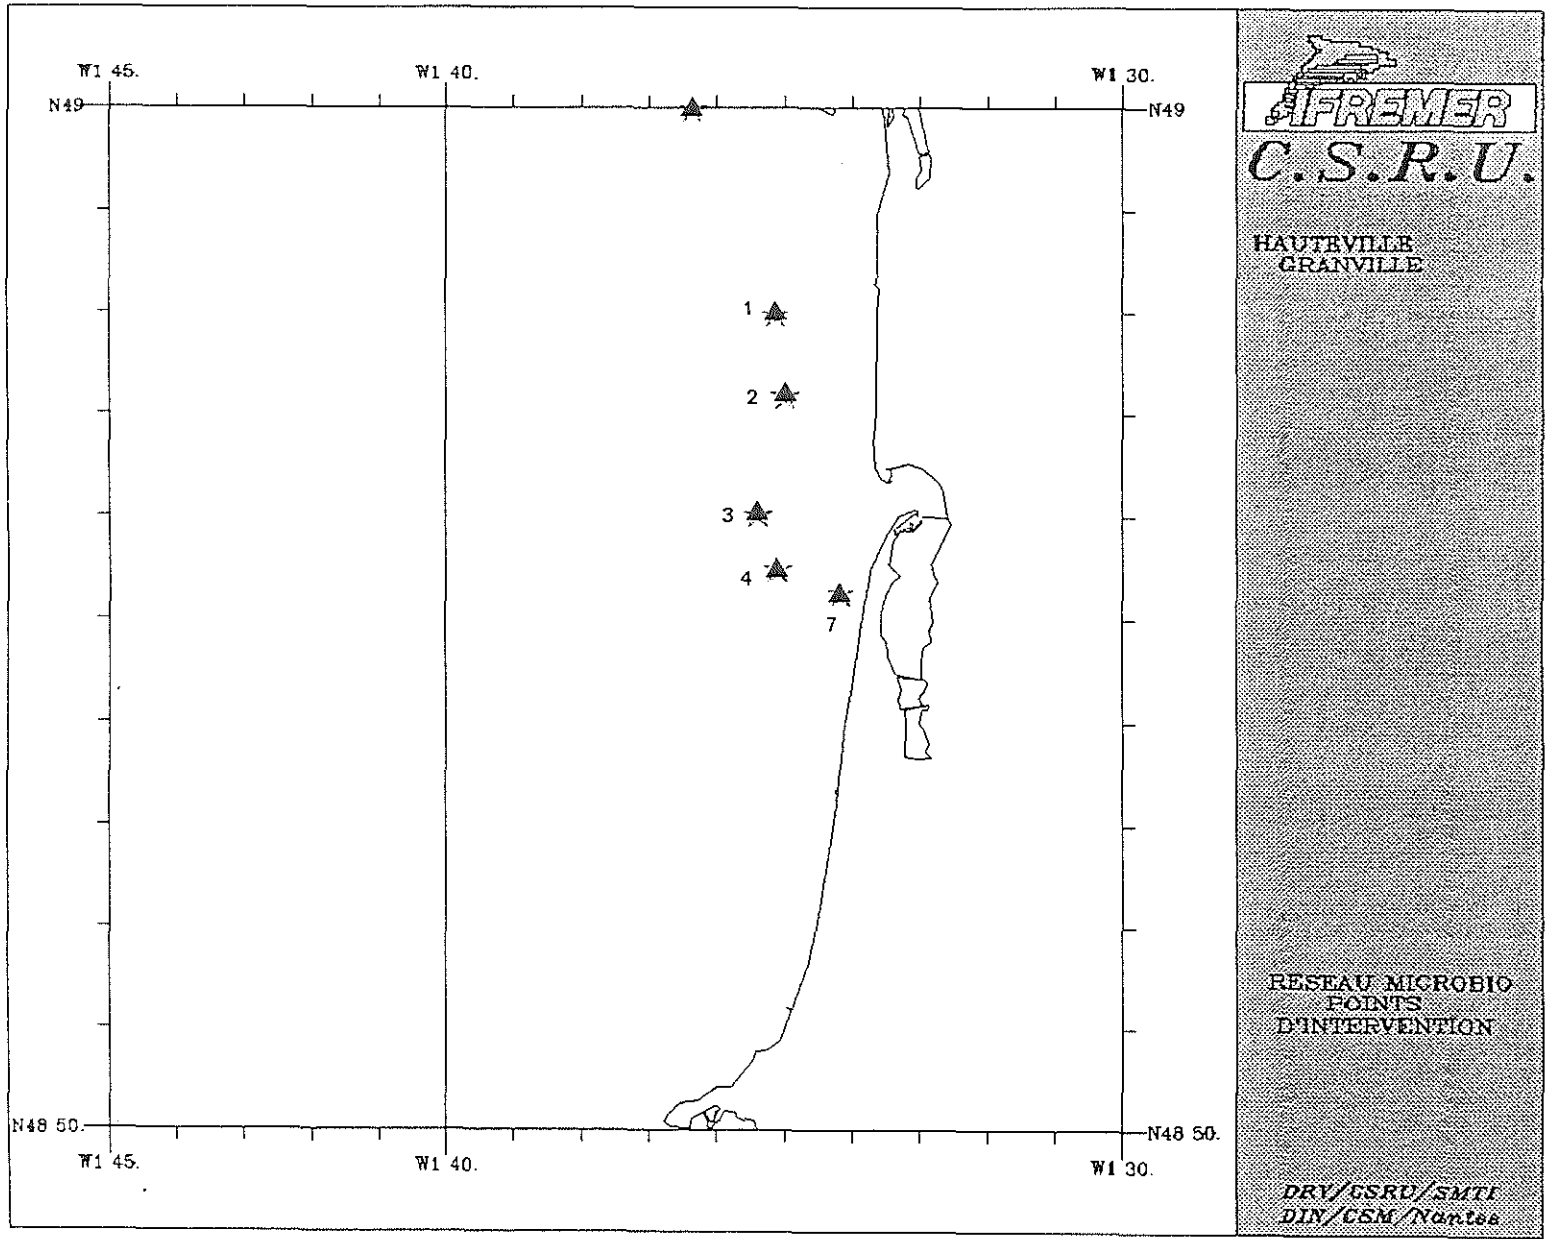 W1 45.
W1 40.
W1 30.
N49
N49
1
2
3
4
7
N48 50.
N48 50.
W1 45.
W1 40.
W1 30.
IFREMER
C.S.R.U.
HAUTEVILLE
GRANVILLE
RESEAU MICROBIO
POINTS
D'INTERVENTION
DRV/CSRU/SMTI
DIN/CSM/Nantes